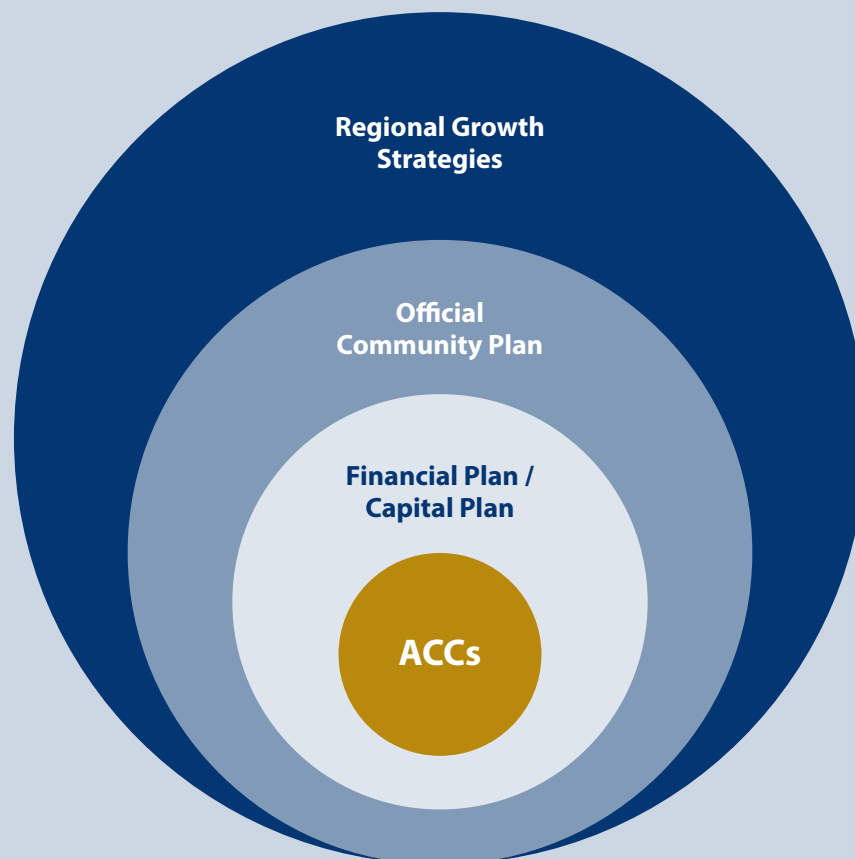 Regional Growth
Strategies
Official
Community Plan
Financial Plan /
Capital Plan
ACCs